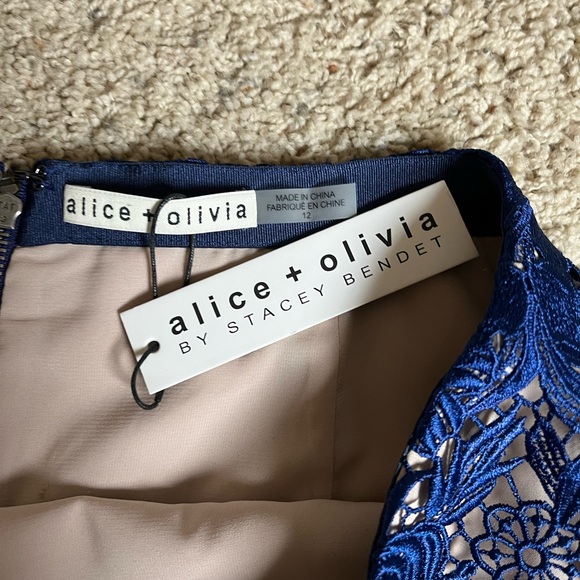 alice + olivia
MADE IN CHINA
FABRIQUÉ EN CHINE
12
alice + olivia
BY STACEY BENDET